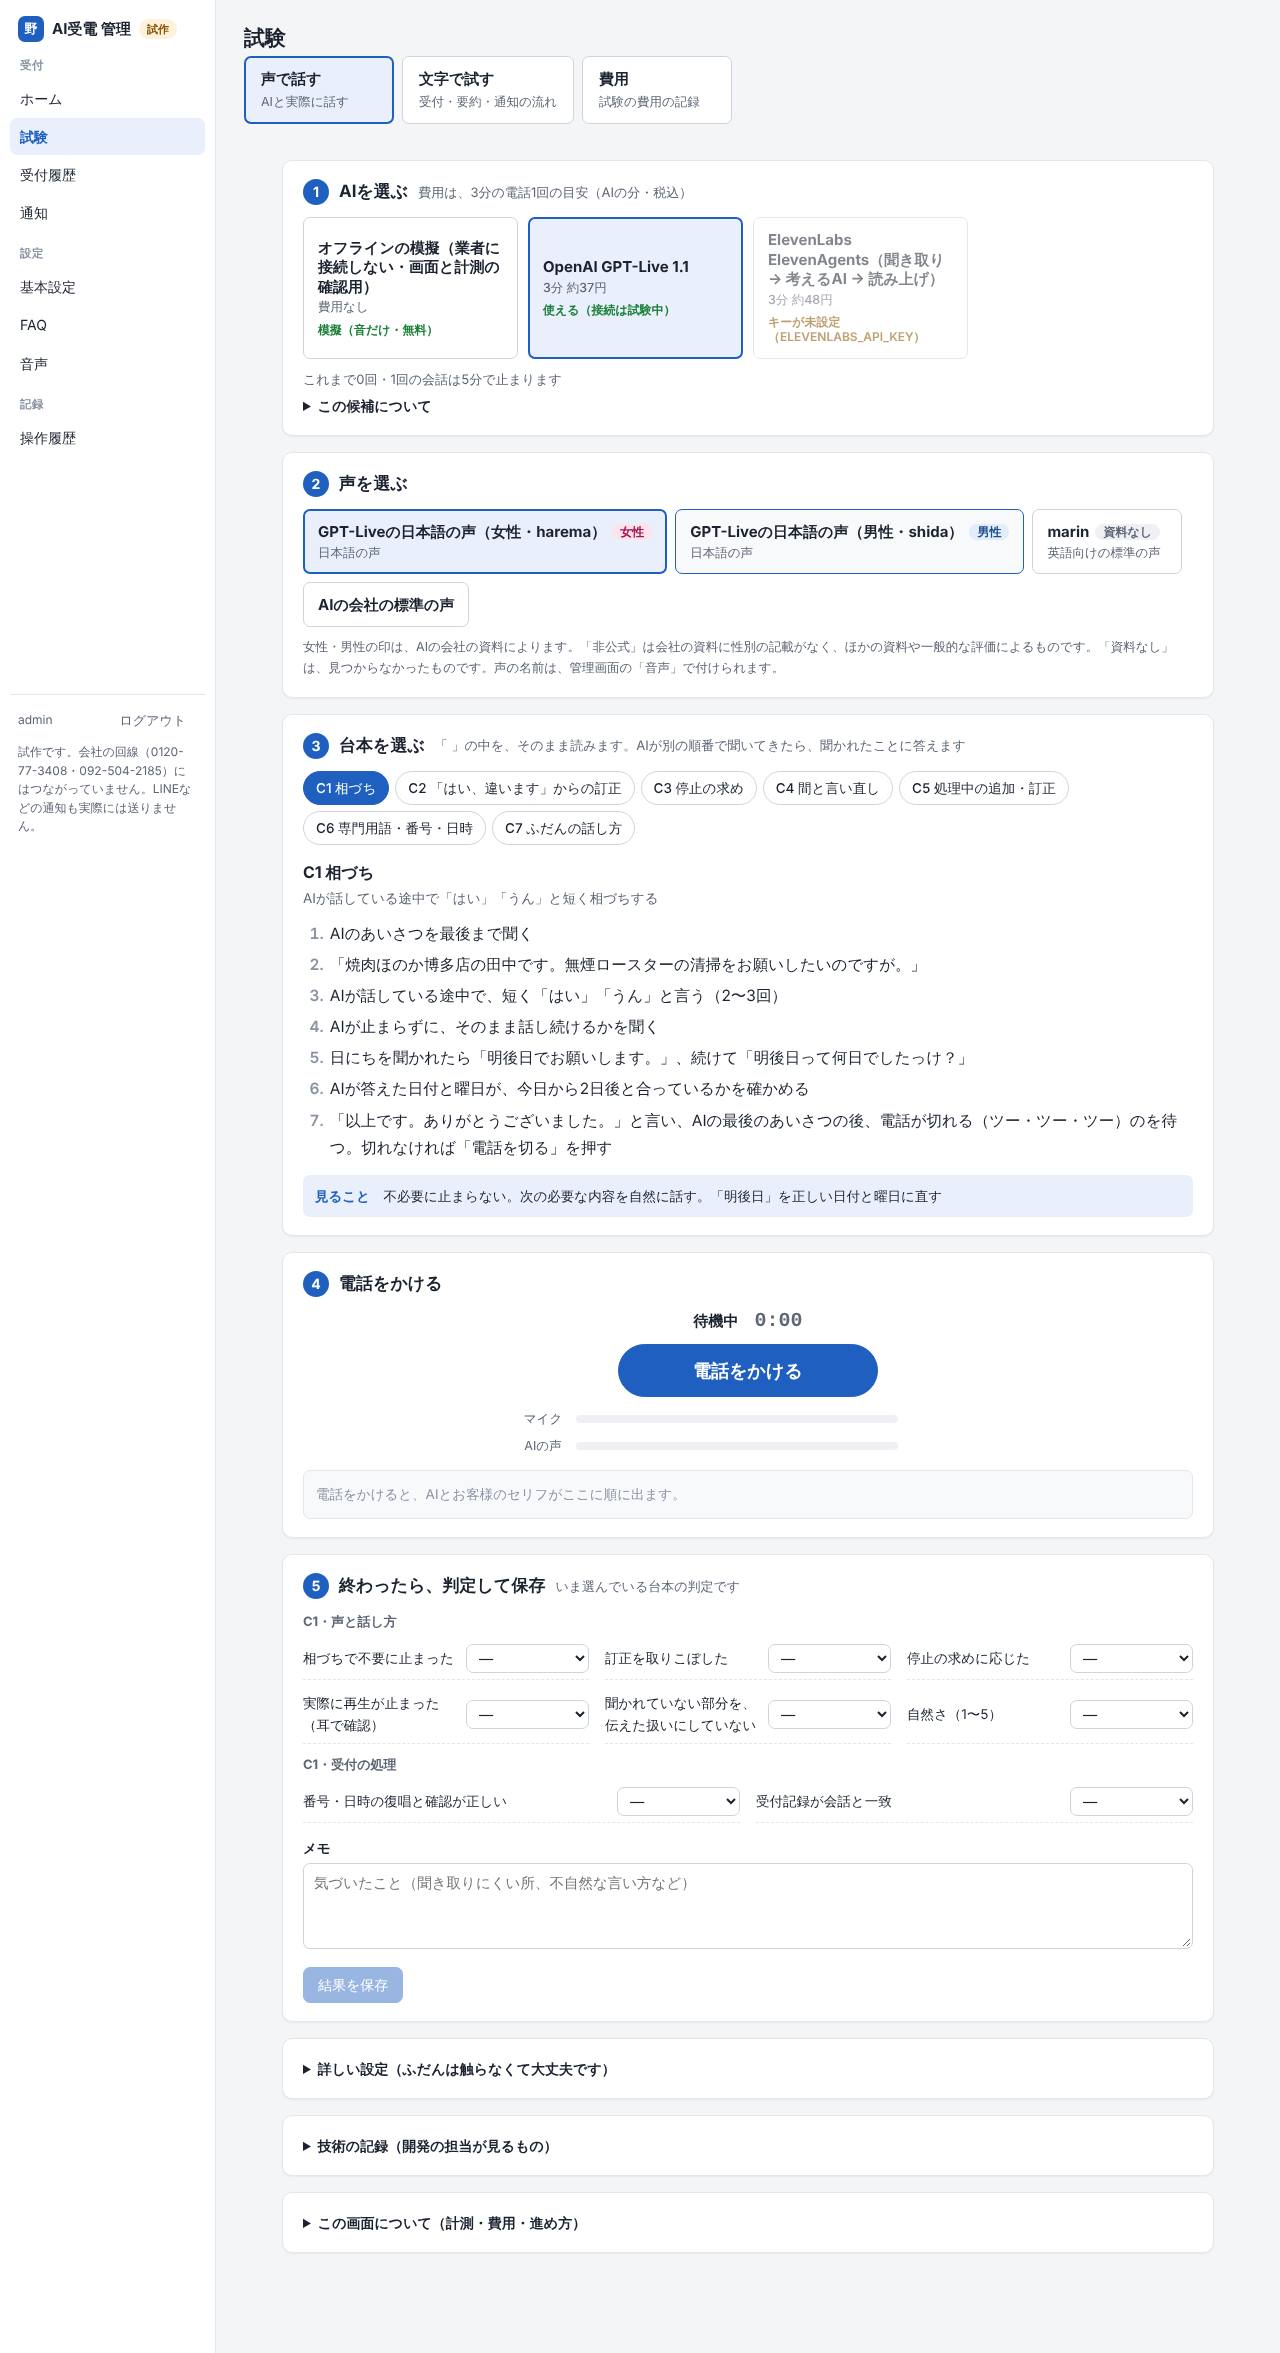 野 AI受電 管理 試作
受付
ホーム
試験
受付履歴
通知
設定
基本設定
FAQ
音声
記録
操作履歴
admin ログアウト
試作です。会社の回線（0120-
77-3408・092-504-2185）に
はつながっていません。LINEな
どの通知も実際には送りませ
ん。
試験
声で話す
AIと実際に話す
文字で試す
受付・要約・通知の流れ
費用
試験の費用の記録
1 AIを選ぶ 費用は、3分の電話1回の目安（AIの分・税込）
オフラインの模擬（業者に
接続しない・画面と計測の
確認用）
費用なし
模擬（音だけ・無料）
OpenAI GPT-Live 1.1
3分 約37円
使える（接続は試験中）
ElevenLabs
ElevenAgents（聞き取り
→ 考えるAI → 読み上げ）
3分 約48円
キーが未設定
（ELEVENLABS_API_KEY）
これまで0回・1回の会話は5分で止まります
▶ この候補について
2 声を選ぶ
GPT-Liveの日本語の声（女性・harema） 女性
日本語の声
GPT-Liveの日本語の声（男性・shida） 男性
日本語の声
marin 資料なし
英語向けの標準の声
AIの会社の標準の声
女性・男性の印は、AIの会社の資料によります。「非公式」は会社の資料に性別の記載がなく、ほかの資料や一般的な評価によるものです。「資料なし」
は、見つからなかったものです。声の名前は、管理画面の「音声」で付けられます。
3 台本を選ぶ 「 」の中を、そのまま読みます。AIが別の順番で聞いてきたら、聞かれたことに答えます
C1 相づち C2 「はい、違います」からの訂正 C3 停止の求め C4 間と言い直し C5 処理中の追加・訂正
C6 専門用語・番号・日時 C7 ふだんの話し方
C1 相づち
AIが話している途中で「はい」「うん」と短く相づちする
1. AIのあいさつを最後まで聞く
2. 「焼肉ほのか博多店の田中です。無煙ロースターの清掃をお願いしたいのですが。」
3. AIが話している途中で、短く「はい」「うん」と言う（2〜3回）
4. AIが止まらずに、そのまま話し続けるかを聞く
5. 日にちを聞かれたら「明後日でお願いします。」、続けて「明後日って何日でしたっけ？」
6. AIが答えた日付と曜日が、今日から2日後と合っているかを確かめる
7. 「以上です。ありがとうございました。」と言い、AIの最後のあいさつの後、電話が切れる（ツー・ツー・ツー）のを待
つ。切れなければ「電話を切る」を押す
見ること 不必要に止まらない。次の必要な内容を自然に話す。「明後日」を正しい日付と曜日に直す
4 電話をかける
待機中 0:00
電話をかける
マイク
AIの声
電話をかけると、AIとお客様のセリフがここに順に出ます。
5 終わったら、判定して保存 いま選んでいる台本の判定です
C1・声と話し方
相づちで不要に止まった — 訂正を取りこぼした — 停止の求めに応じた —
実際に再生が止まった
（耳で確認） —
聞かれていない部分を、
伝えた扱いにしていない —
自然さ（1〜5） —
C1・受付の処理
番号・日時の復唱と確認が正しい — 受付記録が会話と一致 —
メモ
気づいたこと（聞き取りにくい所、不自然な言い方など）
結果を保存
▶ 詳しい設定（ふだんは触らなくて大丈夫です）
▶ 技術の記録（開発の担当が見るもの）
▶ この画面について（計測・費用・進め方）